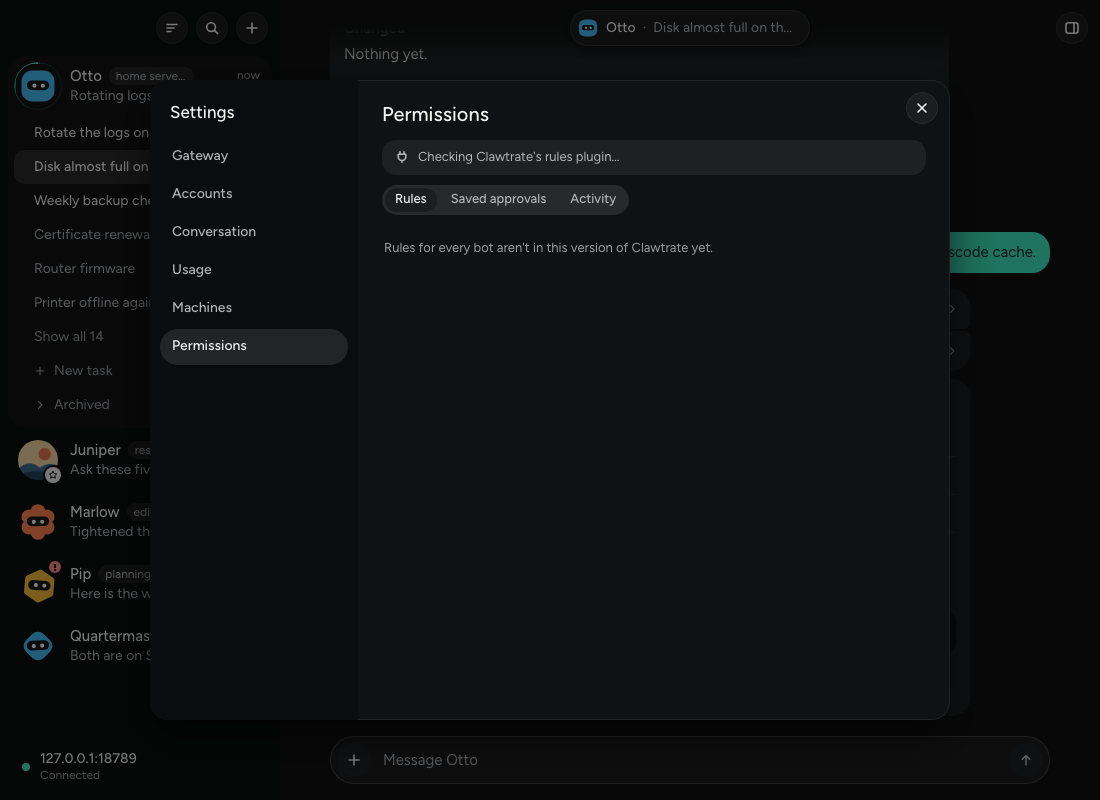 Otto · Disk almost full on th...
Nothing yet.
Otto home serve... now
Rotating logs
Rotate the logs on
Disk almost full on
Weekly backup che
Certificate renewa
Router firmware
Printer offline agai
Show all 14
New task
Archived
Juniper res
Ask these fiv
Marlow edi
Tightened th
Pip planning
Here is the w
Quartermas
Both are on S
127.0.0.1:18789
Connected
Settings
Gateway
Accounts
Conversation
Usage
Machines
Permissions
Permissions
Checking Clawtrate's rules plugin...
Rules Saved approvals Activity
Rules for every bot aren't in this version of Clawtrate yet.
scode cache.
Message Otto